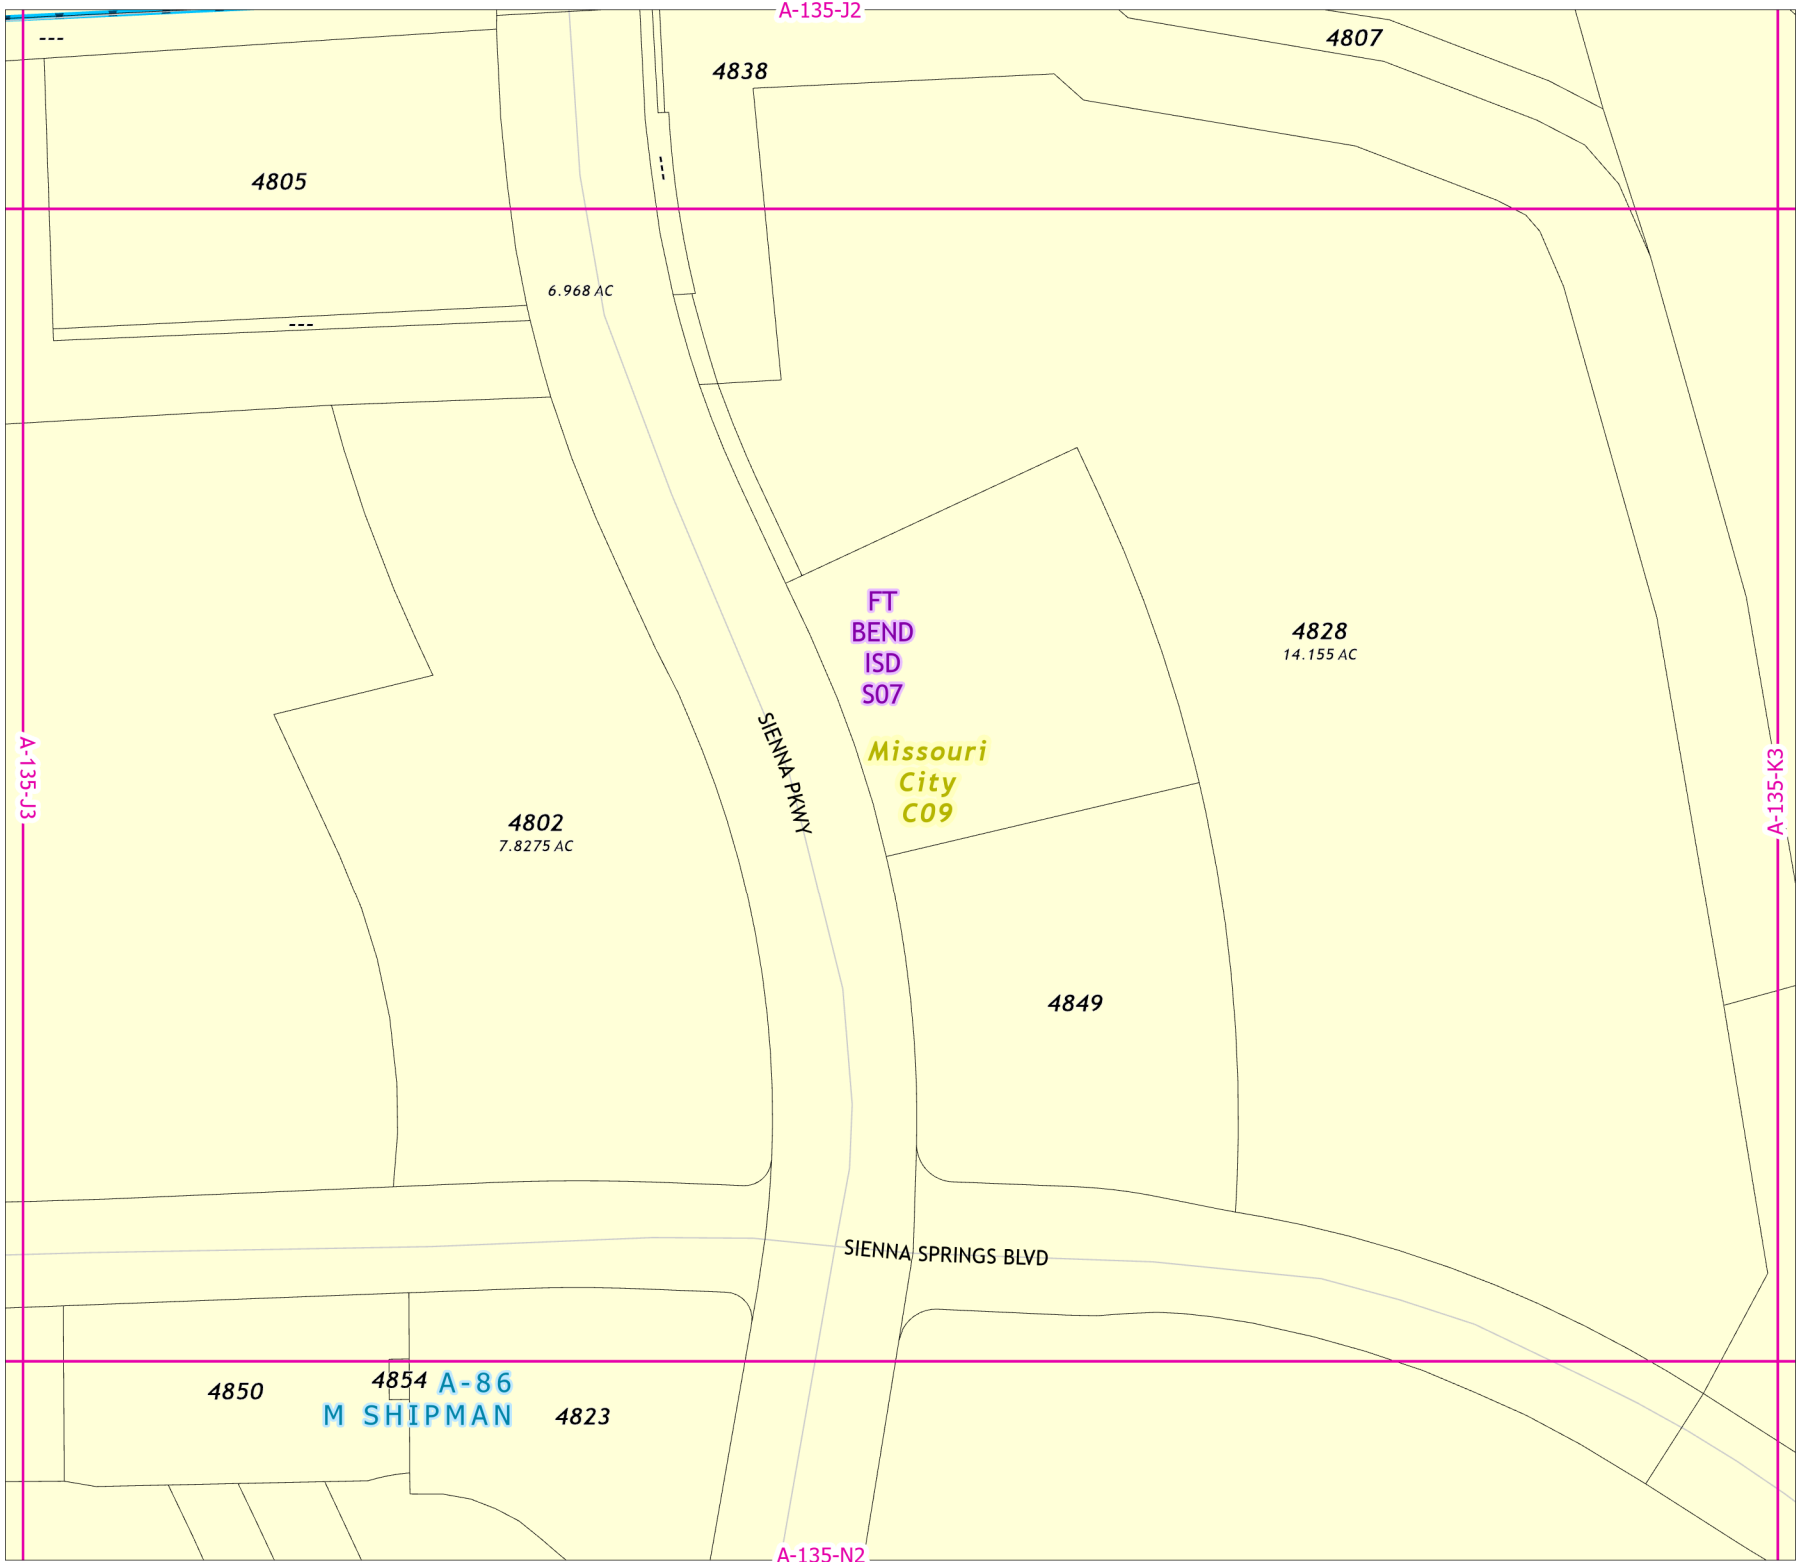 A-135-J2
---
4807
4838
4805
6.968 AC
---
---
FT
BEND
ISD
S07
4828
14.155 AC
Missouri
City
C09
SIENNA PKWY
A-135-J3
A-135-K3
4802
7.8275 AC
4849
SIENNA SPRINGS BLVD
4854
A-86
M SHIPMAN
4850
4823
A-135-N2